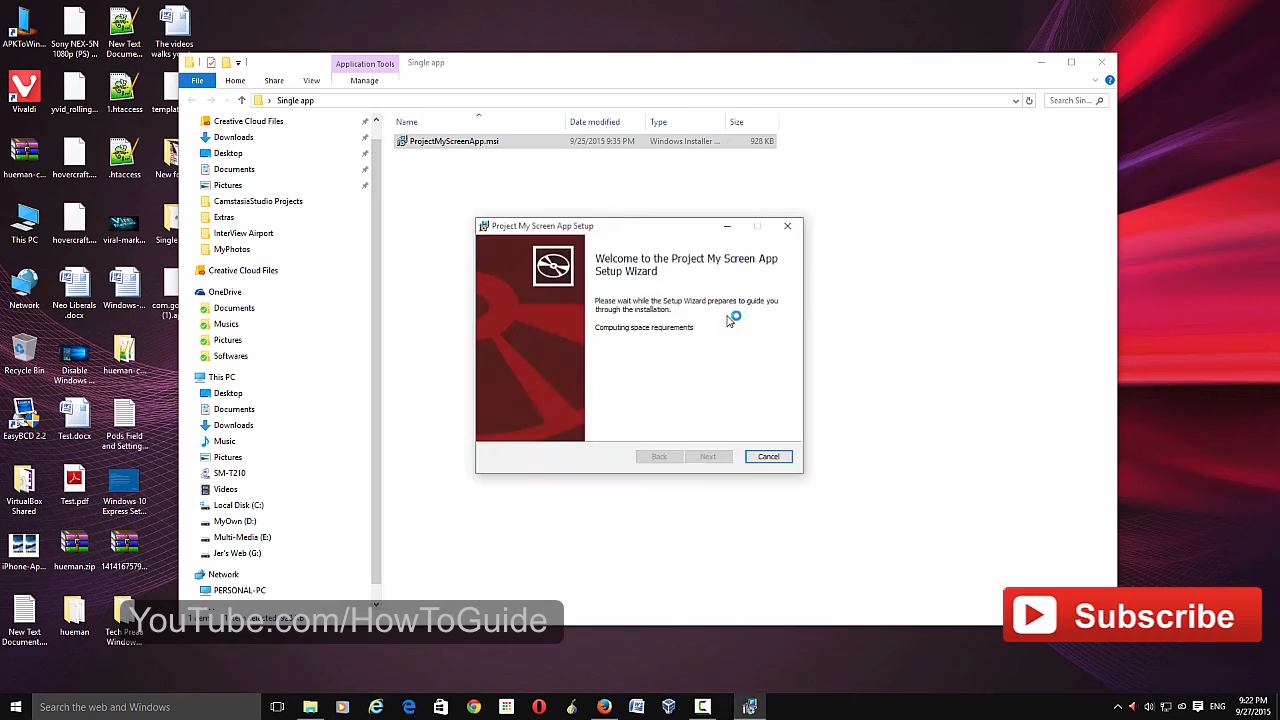 APKToWin...
Sony NEX-5N
1080p (PS) ...
New Text
Docume...
The videos
walks yo...
Vivaldi
yvid_rolling...
1.htaccess
templat
hueman-c...
hovercraft...
.htaccess
New fo
This PC
hovercraft...
viral-mark...
Single
Network
Neo Liberals
.docx
Windows-...
com.ap
Recycle Bin
Disable
Windows ...
hueman-c...
EasyBCD 2.2
Test.docx
Pods Field
and Setting...
VirtualBox
Shared
Test.pdf
Windows-10
Express Set...
iPhone-Ap...
hueman.zip
1414167579...
New Text
Document...
hueman
Tech Press
Window...
Application Tools
Single app
File
Home
Share
View
Manage
Single app
Search Sin...
Name
Date modified
Type
Size
ProjectMyScreenApp.msi
9/25/2015 9:35 PM
Windows Installer ...
928 KB
Creative Cloud Files
Downloads
Desktop
Documents
Pictures
CamstasiaStudio Projects
Extras
InterView Airport
MyPhotos
Creative Cloud Files
OneDrive
Documents
Musics
Pictures
Softwares
This PC
Desktop
Documents
Downloads
Music
Pictures
SM-T210
Videos
Local Disk (C:)
MyOwn (D:)
Multi-Media (E:)
Jer's Web (G:)
Network
PERSONAL-PC
Project My Screen App Setup
Welcome to the Project My Screen App
Setup Wizard
Please wait while the Setup Wizard prepares to guide you
through the installation.
Computing space requirements
Back
Next
Cancel
YouTube.com/HowToGuide
Subscribe
Search the web and Windows
ENG
9:22 PM
9/27/2015